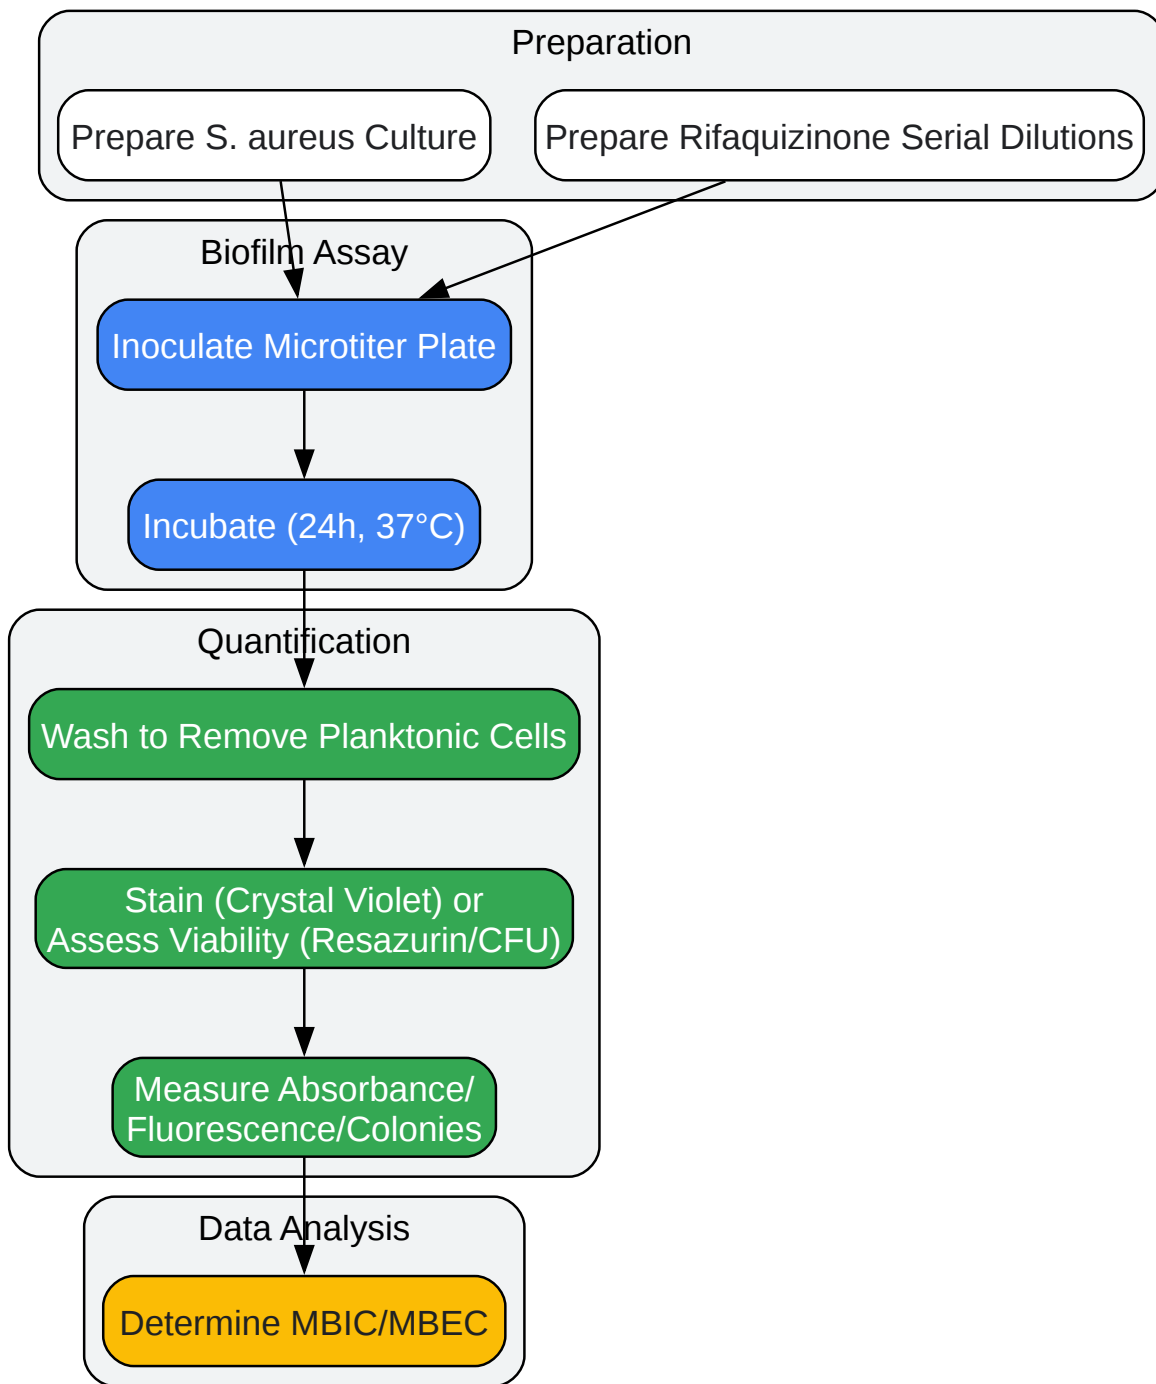 Preparation
Prepare S. aureus Culture
Prepare Rifaquizinone Serial Dilutions
Biofilm Assay
Inoculate Microtiter Plate
Incubate (24h, 37°C)
Quantification
Wash to Remove Planktonic Cells
Stain (Crystal Violet) or
Assess Viability (Resazurin/CFU)
Measure Absorbance/
Fluorescence/Colonies
Data Analysis
Determine MBIC/MBEC